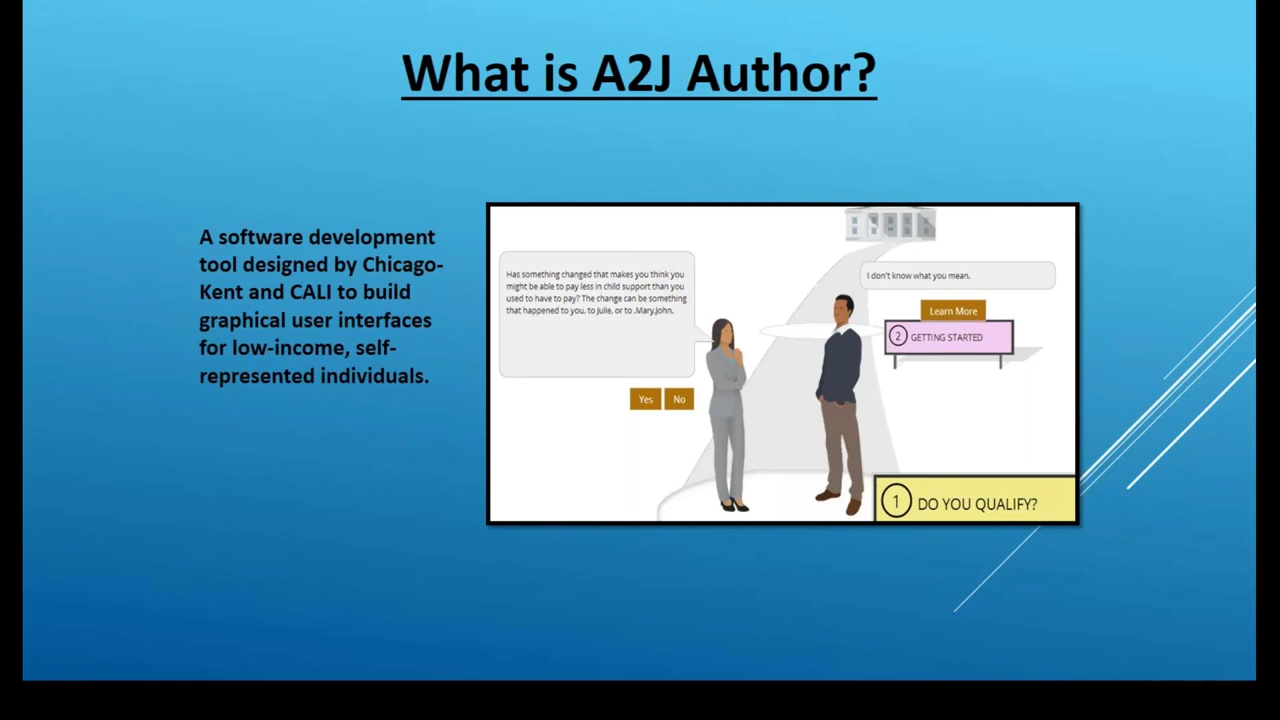 What is A2J Author?
A software development
tool designed by Chicago-
Kent and CALI to build
graphical user interfaces
for low-income, self-
represented individuals.
Has something changed that makes you think you
might be able to pay less in child support than you
used to have to pay? The change can be something
that happened to you, to Julie, or to .Mary.John.
Yes No
I don't know what you mean.
Learn More
2 GETTING STARTED
1 DO YOU QUALIFY?